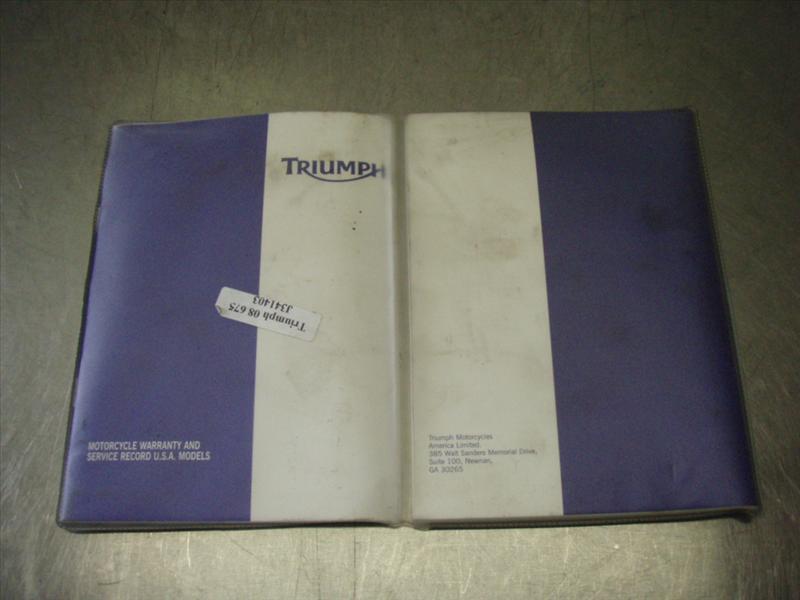 TRIUMPH
Triumph 08 675
J341403
MOTORCYCLE WARRANTY AND
SERVICE RECORD U.S.A. MODELS
Triumph Motorcycles
America Limited.
385 Walt Sanders Memorial Drive,
Suite 100, Newnan,
GA 30265